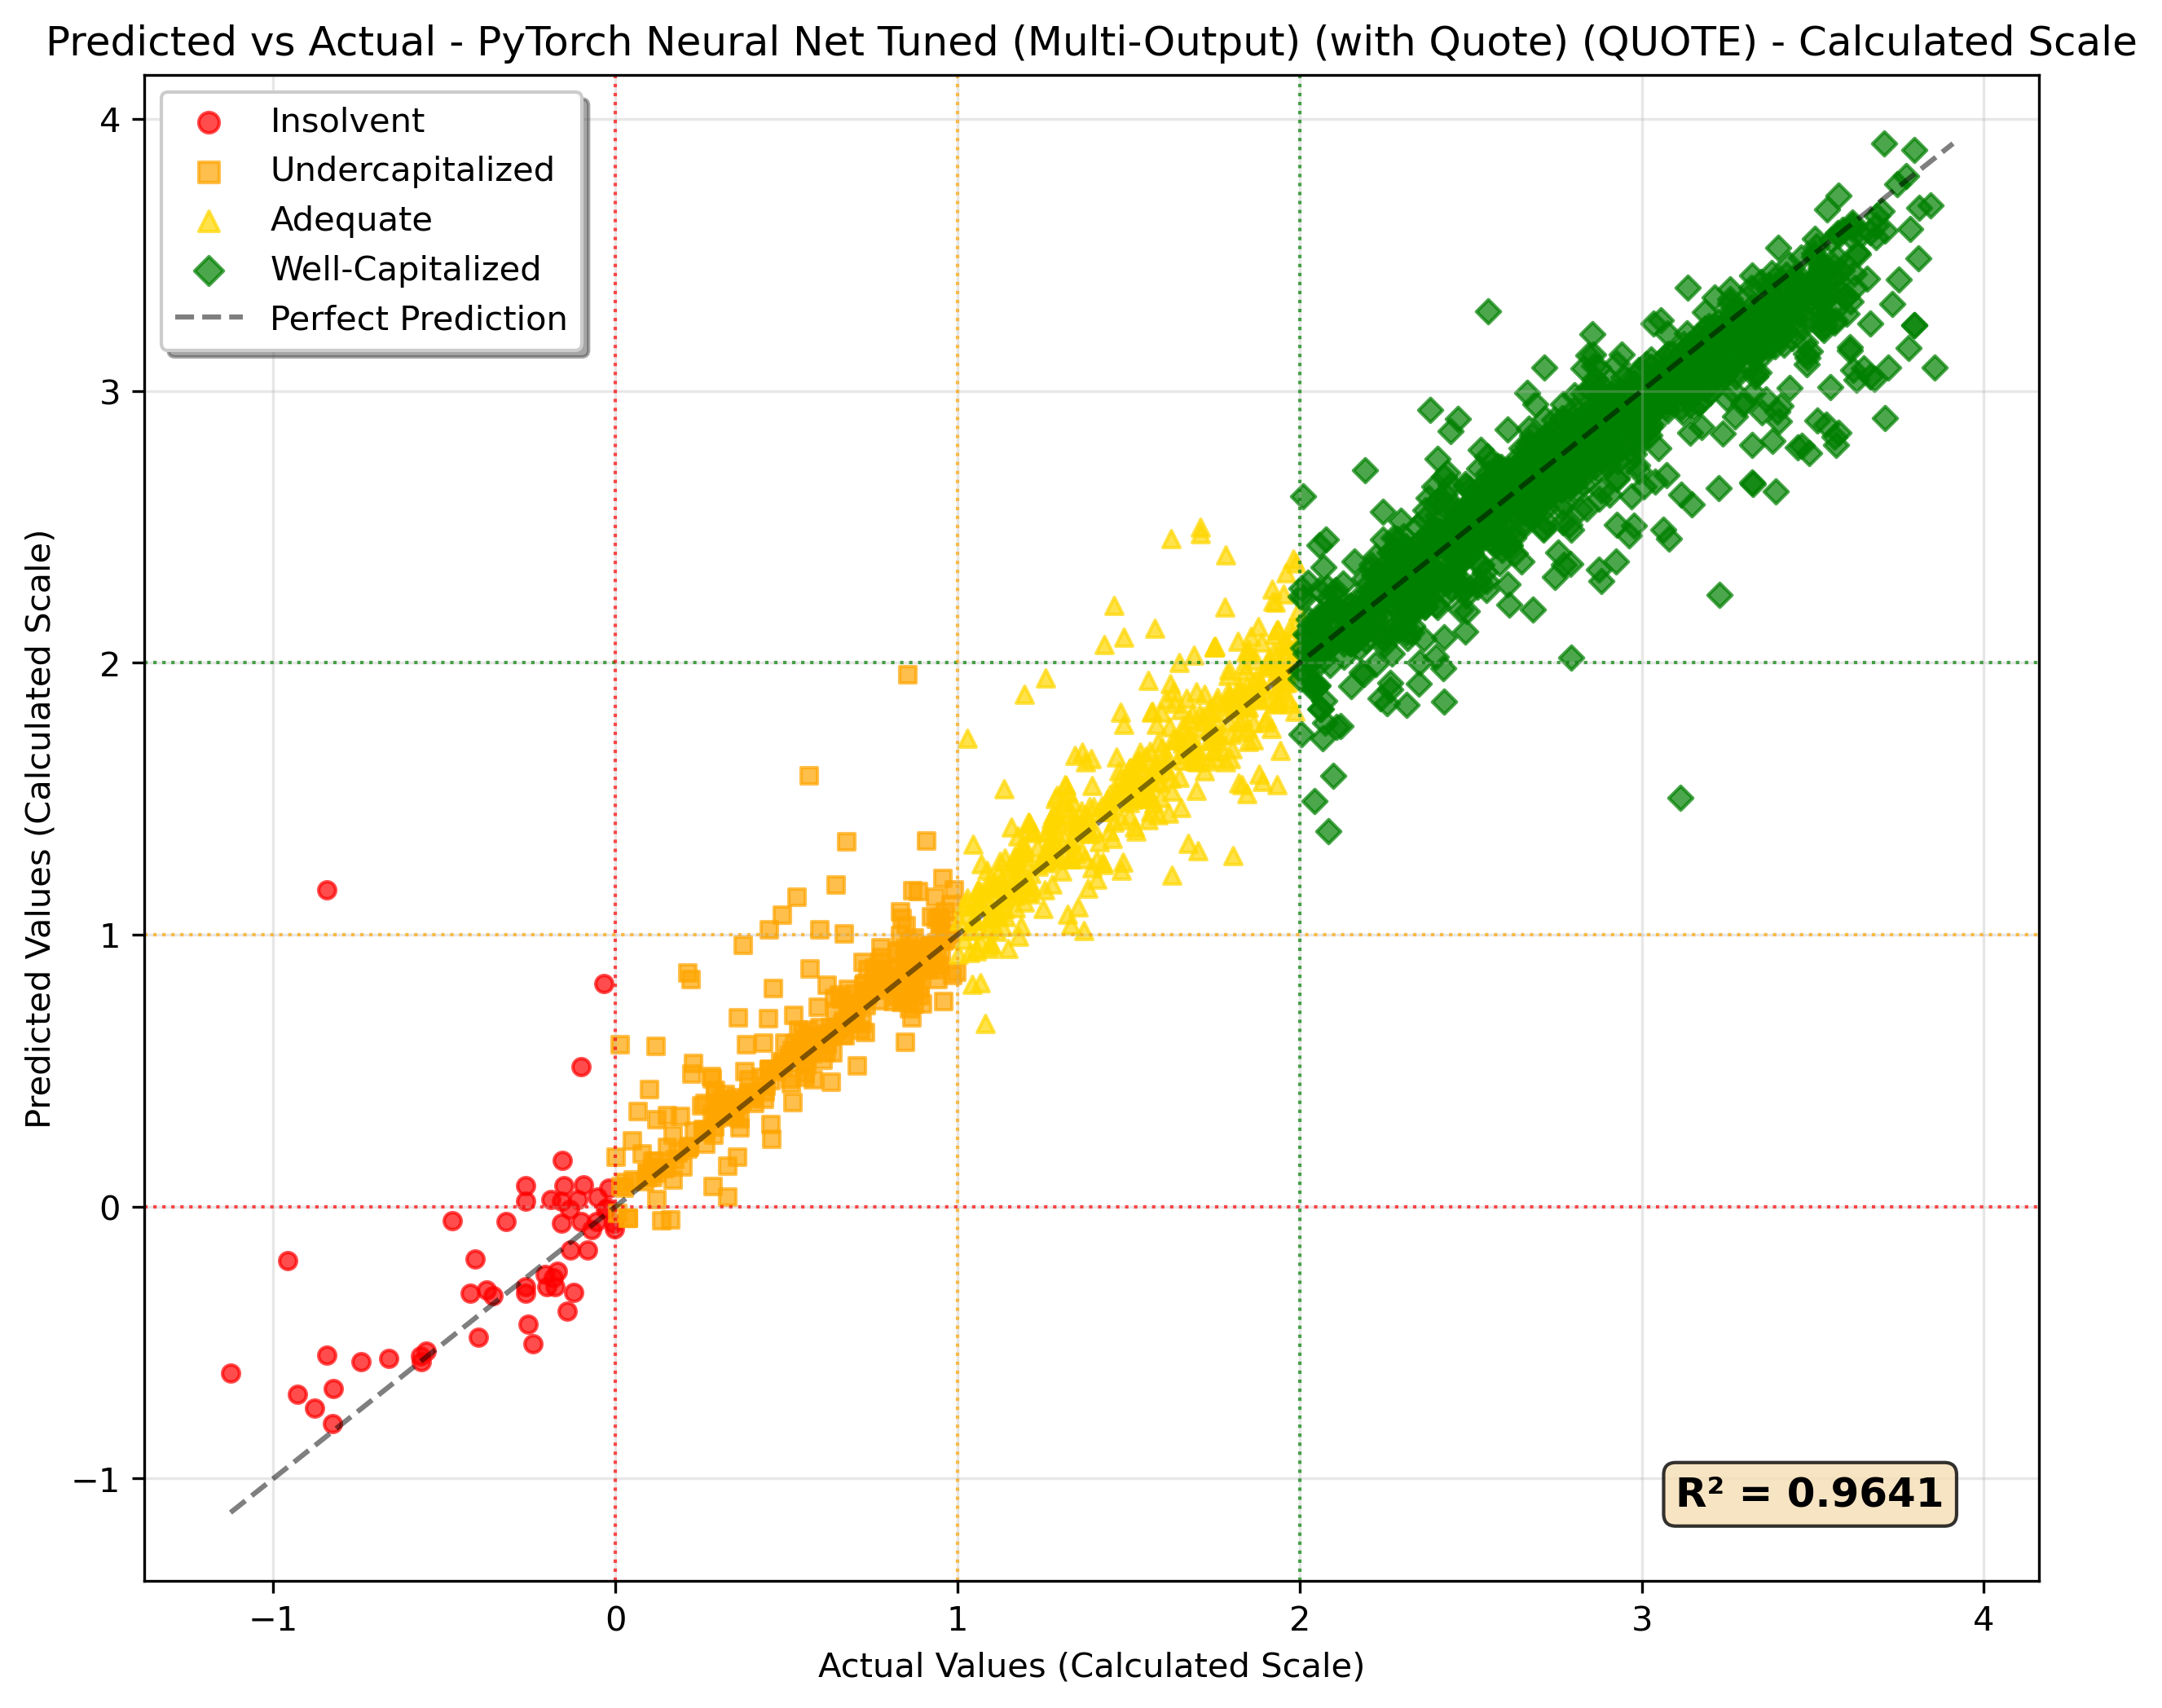 Predicted vs Actual - PyTorch Neural Net Tuned (Multi-Output) (with Quote) (QUOTE) - Calculated Scale
Insolvent
Undercapitalized
Adequate
Well-Capitalized
Perfect Prediction
4
3
2
1
0
−1
Predicted Values (Calculated Scale)
R² = 0.9641
−1
0
1
2
3
4
Actual Values (Calculated Scale)